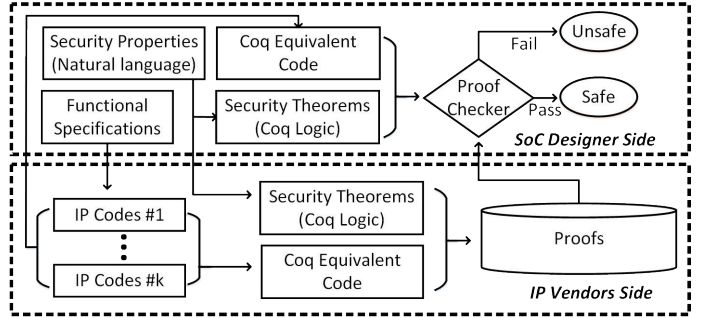 Security Properties
(Natural language)
Coq Equivalent
Code
Functional
Specifications
Security Theorems
(Coq Logic)
Proof
Checker
Fail
Unsafe
Pass
Safe
SoC Designer Side
IP Codes #1
IP Codes #k
Security Theorems
(Coq Logic)
Coq Equivalent
Code
Proofs
IP Vendors Side